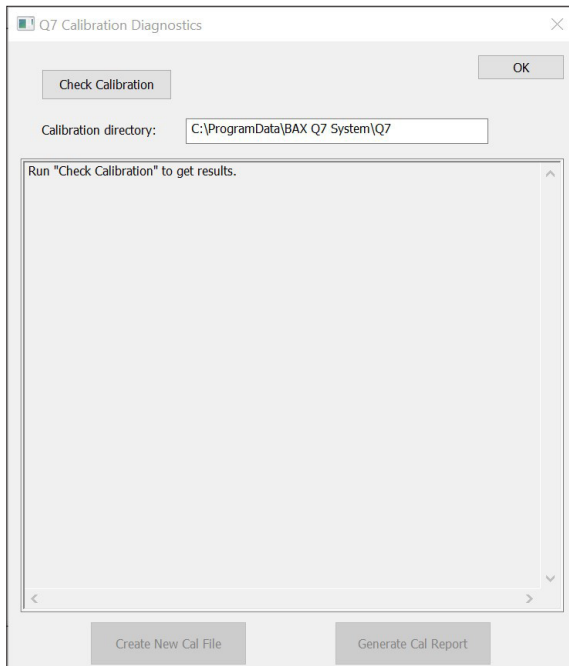 Q7 Calibration Diagnostics
OK
Check Calibration
Calibration directory: C:\ProgramData\BAX Q7 System\Q7
Run "Check Calibration" to get results.
Create New Cal File Generate Cal Report